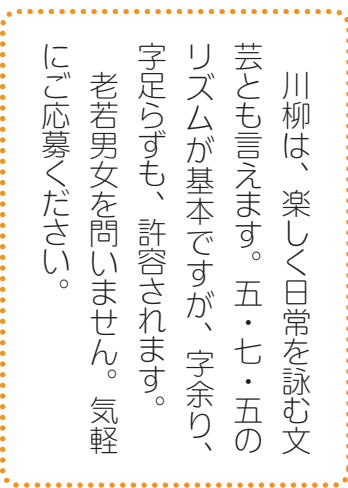 川柳は、楽しく日常を詠む文
芸とも言えます。五・七・五の
リズムが基本ですが、字余り、
字足らずも、許容されます。
老若男女を問いません。気軽
にご応募ください。